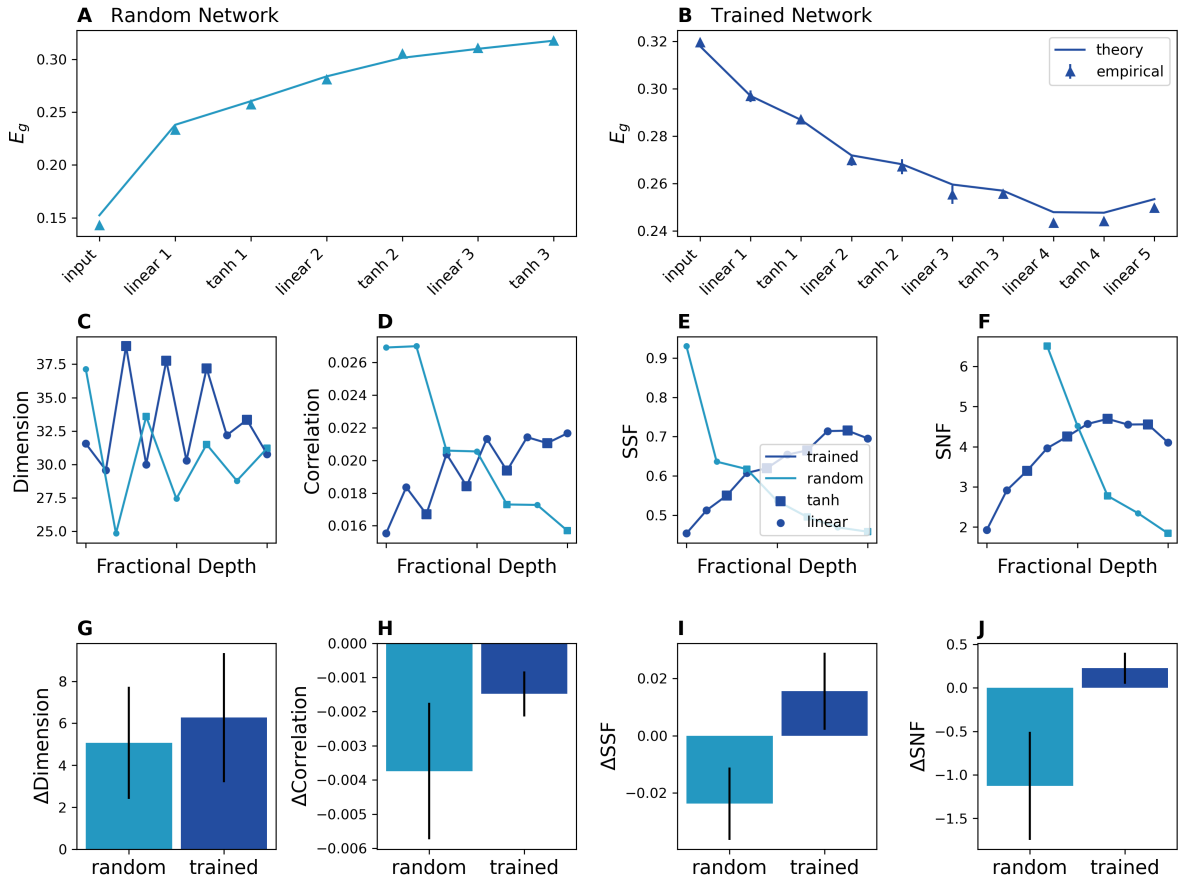 A Random Network
E_g
0.30
0.25
0.20
0.15
input
linear 1
tanh 1
linear 2
tanh 2
linear 3
tanh 3
B Trained Network
E_g
0.32
0.30
0.28
0.26
0.24
theory
empirical
input
linear 1
tanh 1
linear 2
tanh 2
linear 3
tanh 3
linear 4
tanh 4
linear 5
C
Dimension
37.5
35.0
32.5
30.0
27.5
25.0
Fractional Depth
D
Correlation
0.026
0.024
0.022
0.020
0.018
0.016
Fractional Depth
E
SSF
0.9
0.8
0.7
0.6
0.5
trained
random
tanh
linear
Fractional Depth
F
SNF
6
5
4
3
2
Fractional Depth
G
ΔDimension
8
6
4
2
0
random trained
H
ΔCorrelation
0.000
−0.001
−0.002
−0.003
−0.004
−0.005
−0.006
random trained
I
ΔSSF
0.02
0.00
−0.02
random trained
J
ΔSNF
0.5
0.0
−0.5
−1.0
−1.5
random trained